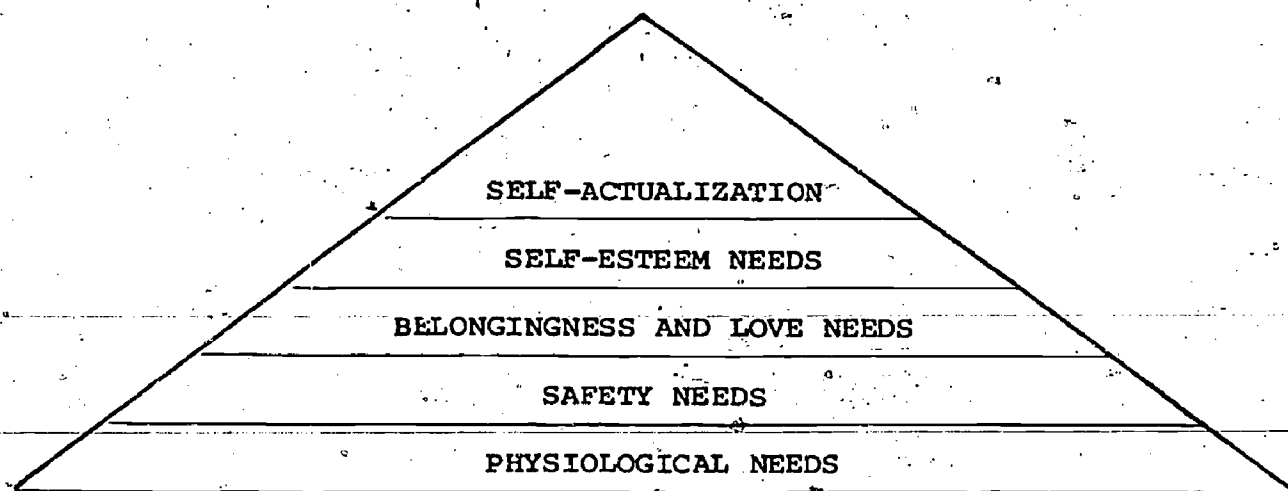 SELF-ACTUALIZATION
SELF-ESTEEM NEEDS
BELONGINGNESS AND LOVE NEEDS
SAFETY NEEDS
PHYSIOLOGICAL NEEDS